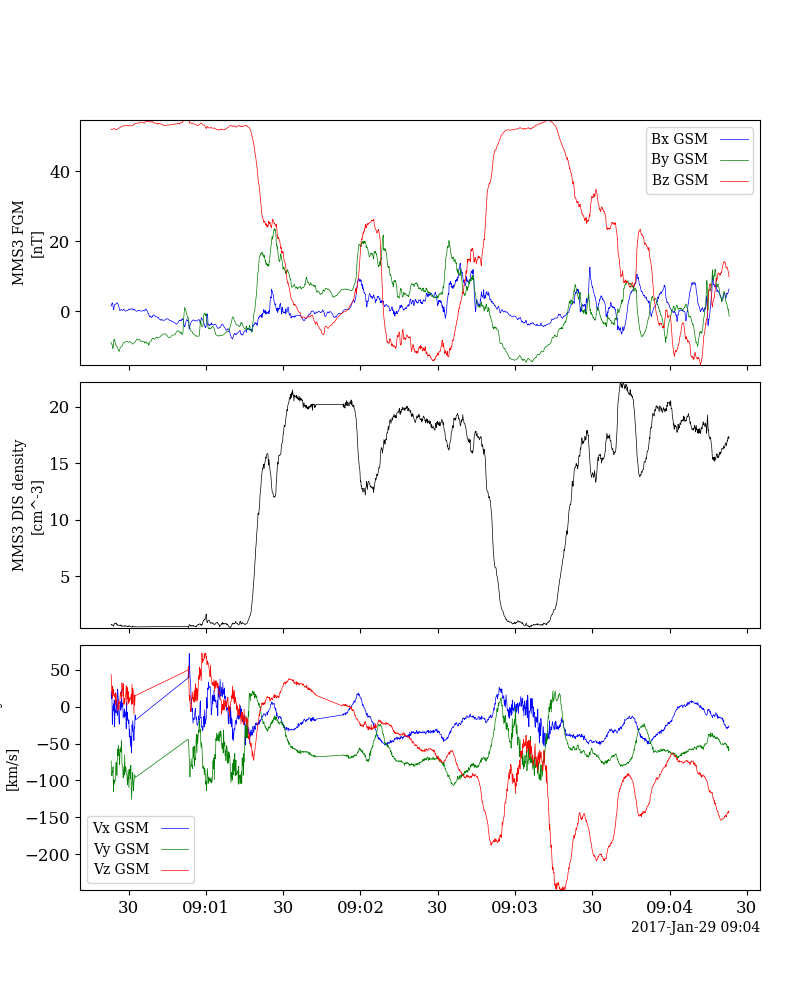 MMS3 FGM
[nT]
40
20
0
Bx GSM
By GSM
Bz GSM
MMS3 DIS density
[cm^-3]
20
15
10
5
[km/s]
50
0
−50
−100
−150
−200
Vx GSM
Vy GSM
Vz GSM
30 09:01 30 09:02 30 09:03 30 09:04 30
2017-Jan-29 09:04